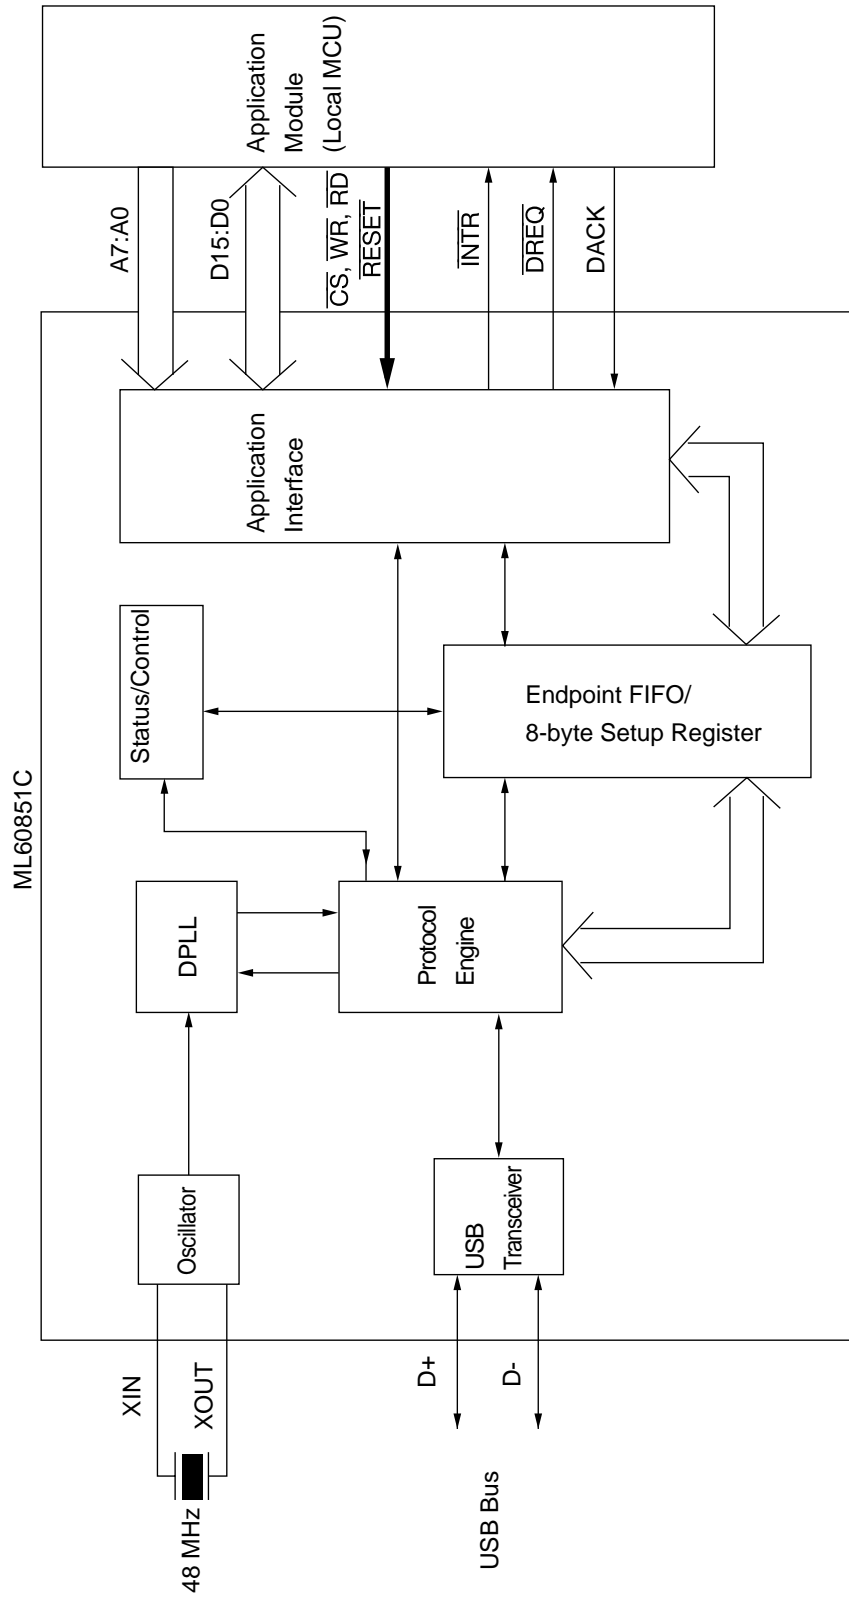 ML60851C
48 MHz
XIN
XOUT
Oscillator
DPLL
Status/Control
Application
Interface
A7:A0
D15:D0
CS, WR, RD
RESET
INTR
DREQ
DACK
Application
Module
(Local MCU)
USB Bus
D+
D-
USB
Transceiver
Protocol
Engine
Endpoint FIFO/
8-byte Setup Register